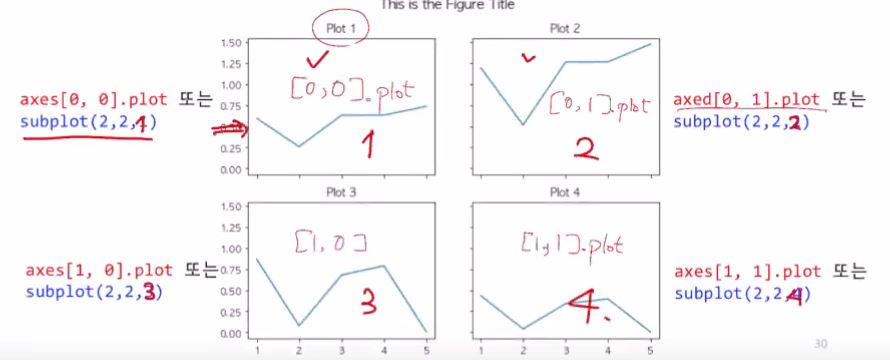 This is the Figure Title
Plot 1
Plot 2
1.50
1.25
1.00
0.75
0.25
0.00
[0,0].plot
1
[0,1].plot
2
axes[0, 0].plot 또는
subplot(2,2,1)
axed[0, 1].plot 또는
subplot(2,2,2)
Plot 3
Plot 4
1.50
1.25
1.00
0.75
0.50
0.25
0.00
[1,0]
3
[1,1].plot
4.
axes[1, 0].plot 또는
subplot(2,2,3)
axes[1, 1].plot 또는
subplot(2,2,4)
1 2 3 4 5
1 2 3 4 5
30